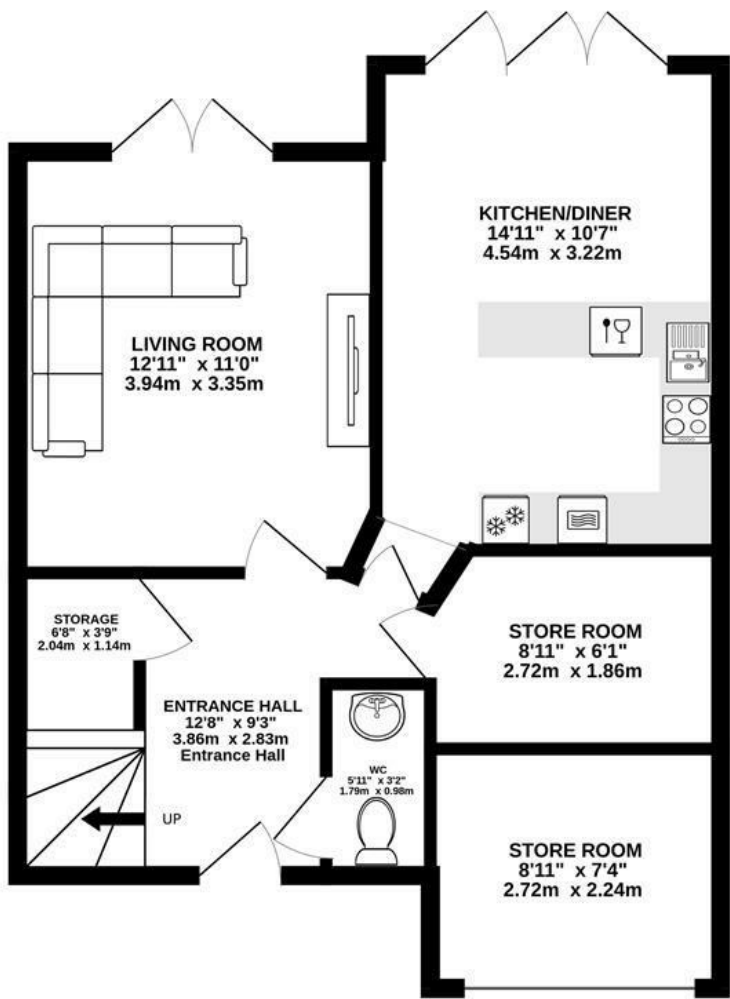 KITCHEN/DINER
14'11" x 10'7"
4.54m x 3.22m
LIVING ROOM
12'11" x 11'0"
3.94m x 3.35m
STORAGE
6'8" x 3'9"
2.04m x 1.14m
STORE ROOM
8'11" x 6'1"
2.72m x 1.86m
ENTRANCE HALL
12'8" x 9'3"
3.86m x 2.83m
Entrance Hall
WC
5'11" x 3'2"
1.79m x 0.98m
UP
STORE ROOM
8'11" x 7'4"
2.72m x 2.24m